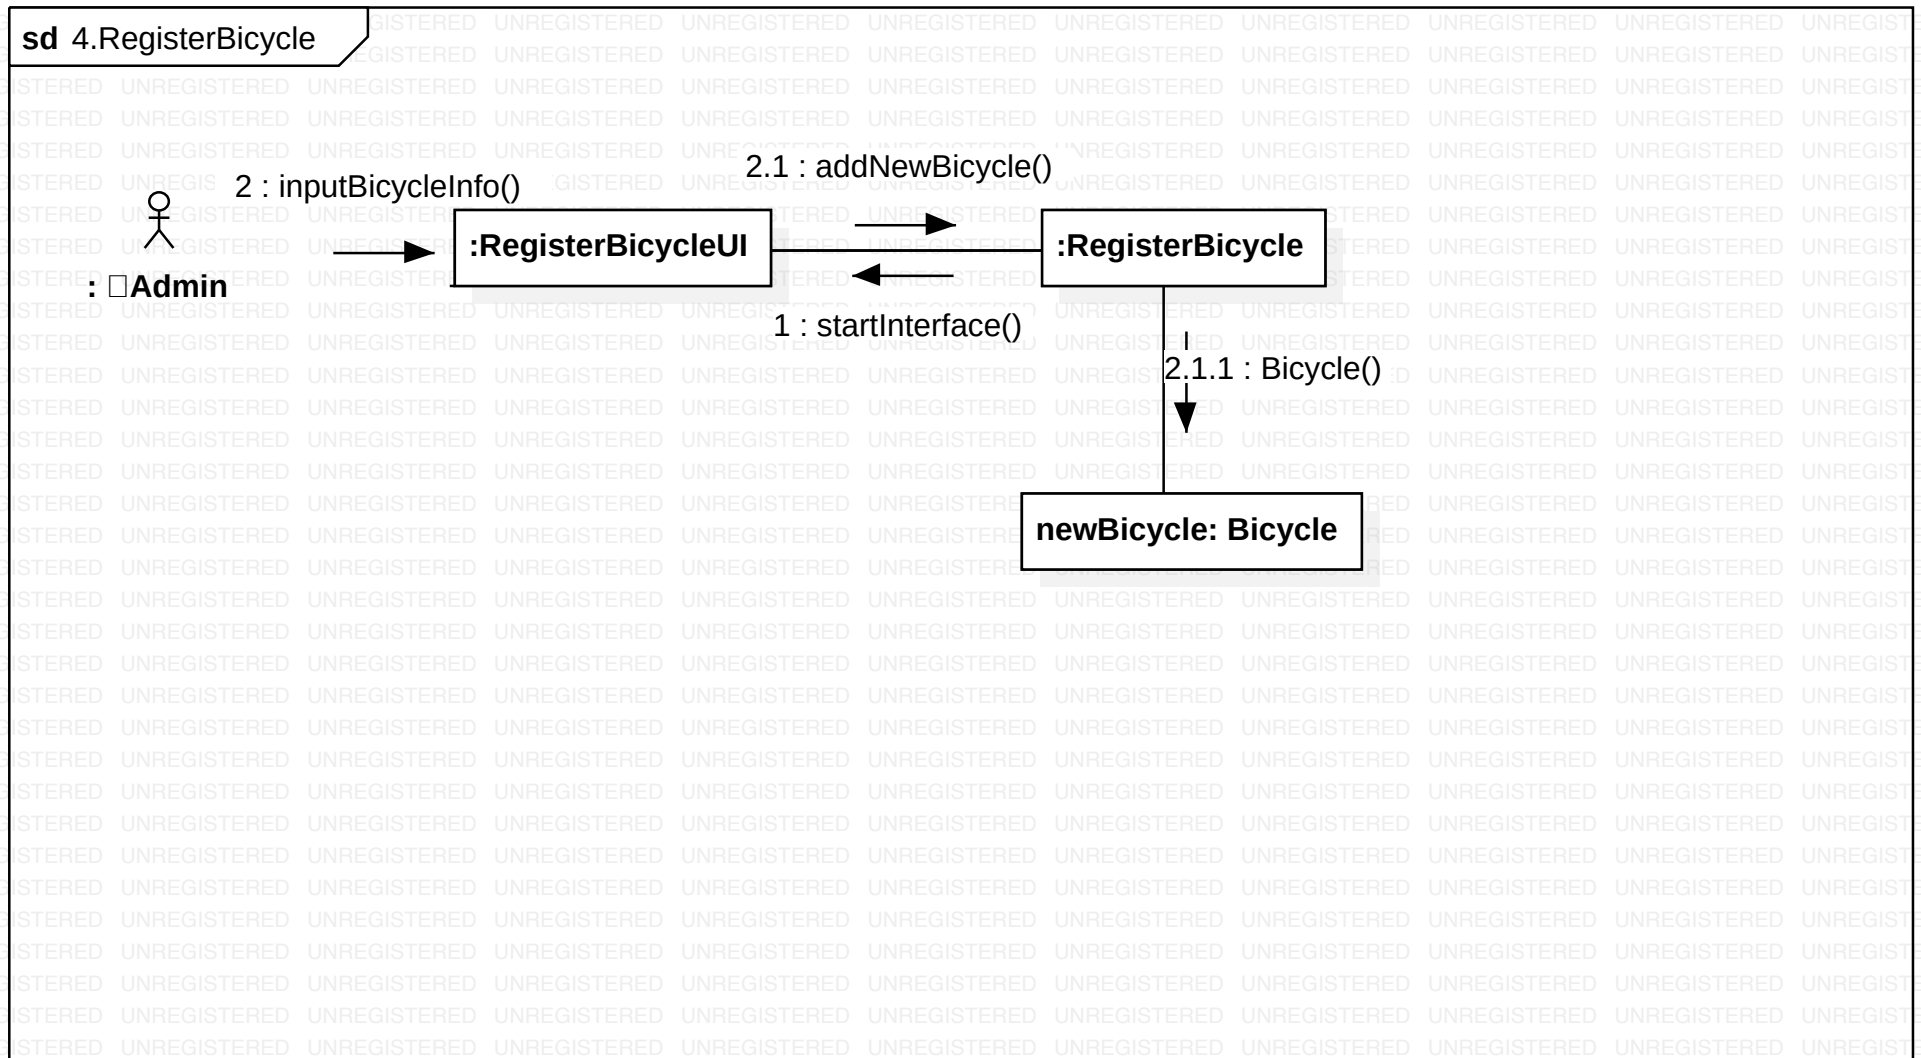 sd 4.RegisterBicycle
2 : inputBicycleInfo()
2.1 : addNewBicycle()
:RegisterBicycleUI
:RegisterBicycle
: □Admin
1 : startInterface()
2.1.1 : Bicycle()
newBicycle: Bicycle
UNREGISTERED